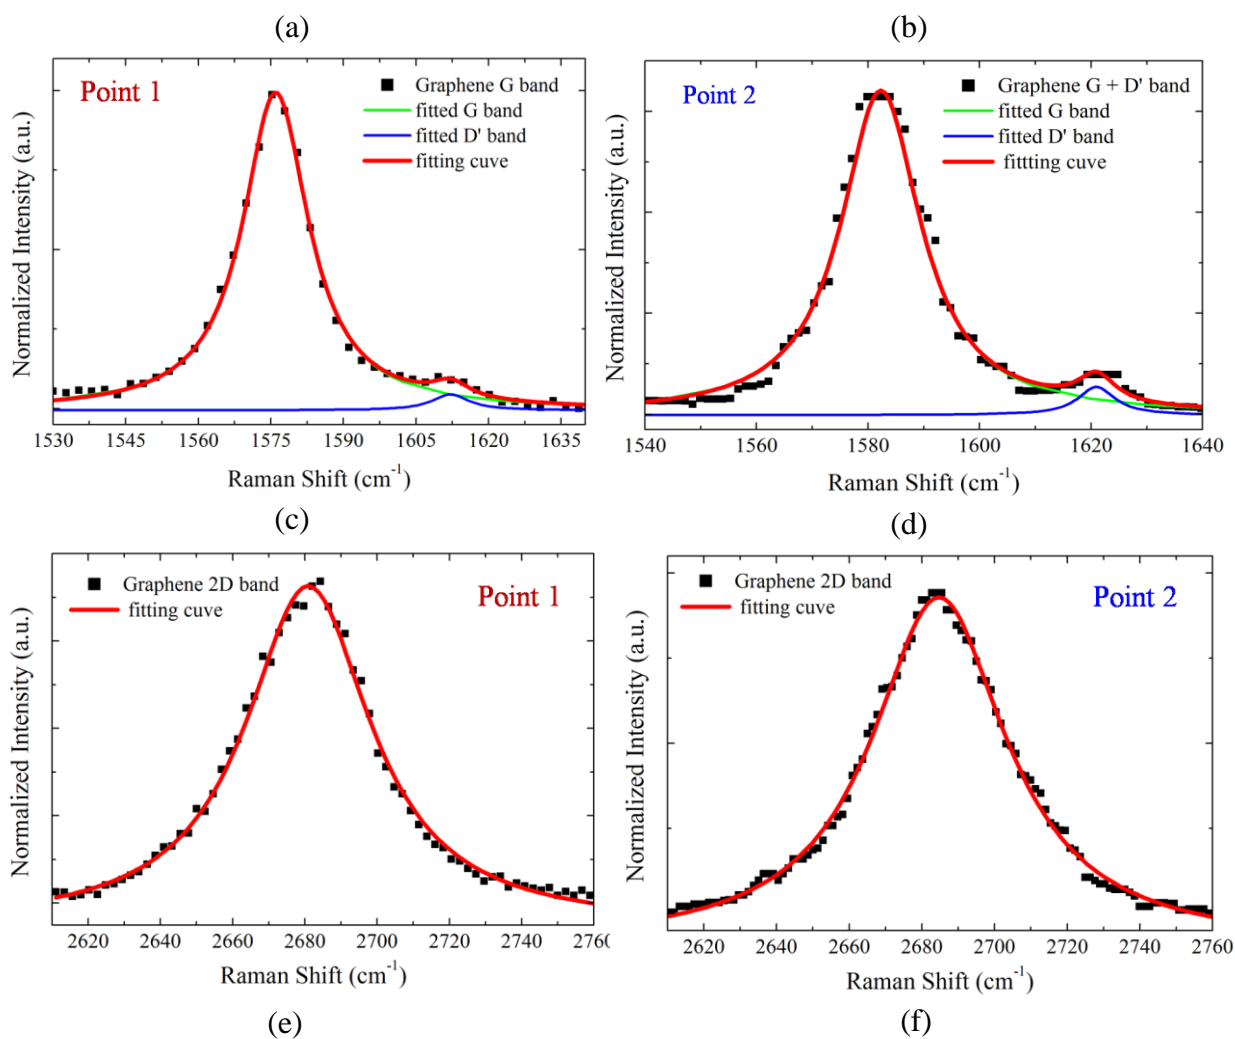 (a)
(b)
Point 1
Graphene G band
fitted G band
fitted D' band
fitting cuve
Normalized Intensity (a.u.)
1530 1545 1560 1575 1590 1605 1620 1635
Raman Shift (cm-1)
Point 2
Graphene G + D' band
fitted G band
fitted D' band
fittting cuve
Normalized Intensity (a.u.)
1540 1560 1580 1600 1620 1640
Raman Shift (cm-1)
(c)
(d)
Graphene 2D band
fitting cuve
Point 1
Normalized Intensity (a.u.)
2620 2640 2660 2680 2700 2720 2740 2760
Raman Shift (cm-1)
Graphene 2D band
fitting cuve
Point 2
Normalized Intensity (a.u.)
2620 2640 2660 2680 2700 2720 2740 2760
Raman Shift (cm-1)
(e)
(f)